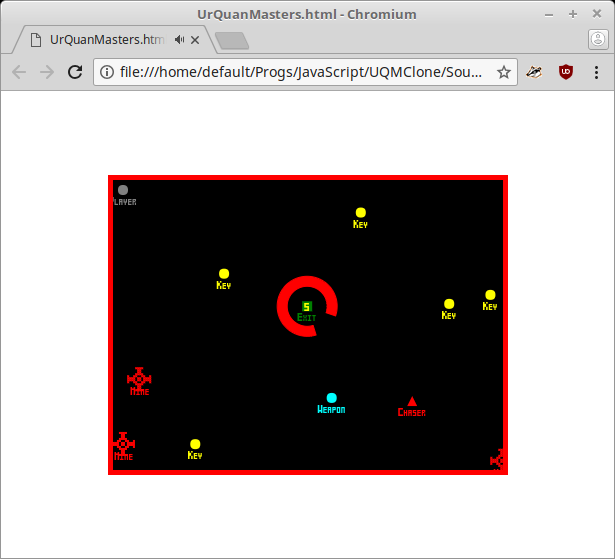 UrQuanMasters.html - Chromium
UrQuanMasters.htm
file:///home/default/Progs/JavaScript/UQMClone/Sou...
UD
LAYER
KEY
KEY
5
EXIT
KEY
KEY
MINE
WEAPON
CHASER
MINE
KEY